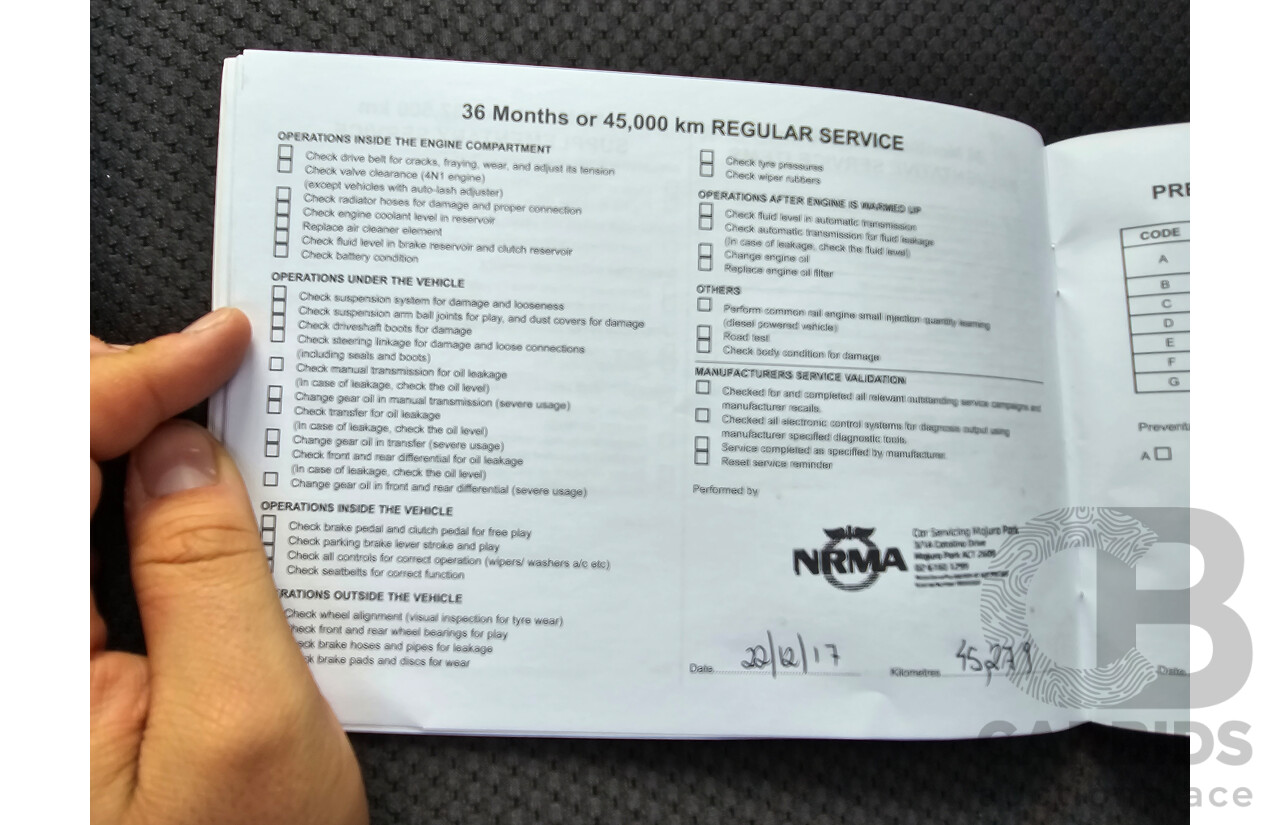 36 Months or 45,000 km REGULAR SERVICE
OPERATIONS INSIDE THE ENGINE COMPARTMENT
Check drive belt for cracks, fraying, wear, and adjust its tension
Check valve clearance (4N1 engine)
(except vehicles with auto-lash adjuster)
Check radiator hoses for damage and proper connection
Check engine coolant level in reservoir
Replace air cleaner element
Check fluid level in brake reservoir and clutch reservoir
Check battery condition
OPERATIONS UNDER THE VEHICLE
Check suspension system for damage and looseness
Check suspension arm ball joints for play, and dust covers for damage
Check driveshaft boots for damage
Check steering linkage for damage and loose connections
(including seals and boots)
Check manual transmission for oil leakage
(In case of leakage, check the oil level)
Change gear oil in manual transmission (severe usage)
Check transfer for oil leakage
(In case of leakage, check the oil level)
Change gear oil in transfer (severe usage)
Check front and rear differential for oil leakage
(In case of leakage, check the oil level)
Change gear oil in front and rear differential (severe usage)
OPERATIONS INSIDE THE VEHICLE
Check brake pedal and clutch pedal for free play
Check parking brake lever stroke and play
Check all controls for correct operation (wipers/ washers a/c etc)
Check seatbelts for correct function
RATIONS OUTSIDE THE VEHICLE
Check wheel alignment (visual inspection for tyre wear)
heck front and rear wheel bearings for play
ck brake hoses and pipes for leakage
k brake pads and discs for wear
Check tyre pressures
Check wiper rubbers
OPERATIONS AFTER ENGINE IS WARMED UP
Check fluid level in automatic transmission
Check automatic transmission for fluid leakage
(In case of leakage, check the fluid level)
Change engine oil
Replace engine oil filter
OTHERS
Perform common rail engine small injection quantity learning
(diesel powered vehicle)
Road test
Check body condition for damage
MANUFACTURERS SERVICE VALIDATION
Checked for and completed all relevant outstanding service campaigns and
manufacturer recalls.
Checked all electronic control systems for diagnosis output using
manufacturer specified diagnostic tools.
Service completed as specified by manufacturer
Reset service reminder
Performed by
NRMA
Car Servicing Majura Park
Majura Park ACT 2609
Date 22/12/17 Kilometres 45,279
PRE
CODE
A
B
C
D
E
F
G
Preventa
A
Date
CB
CARBIDS